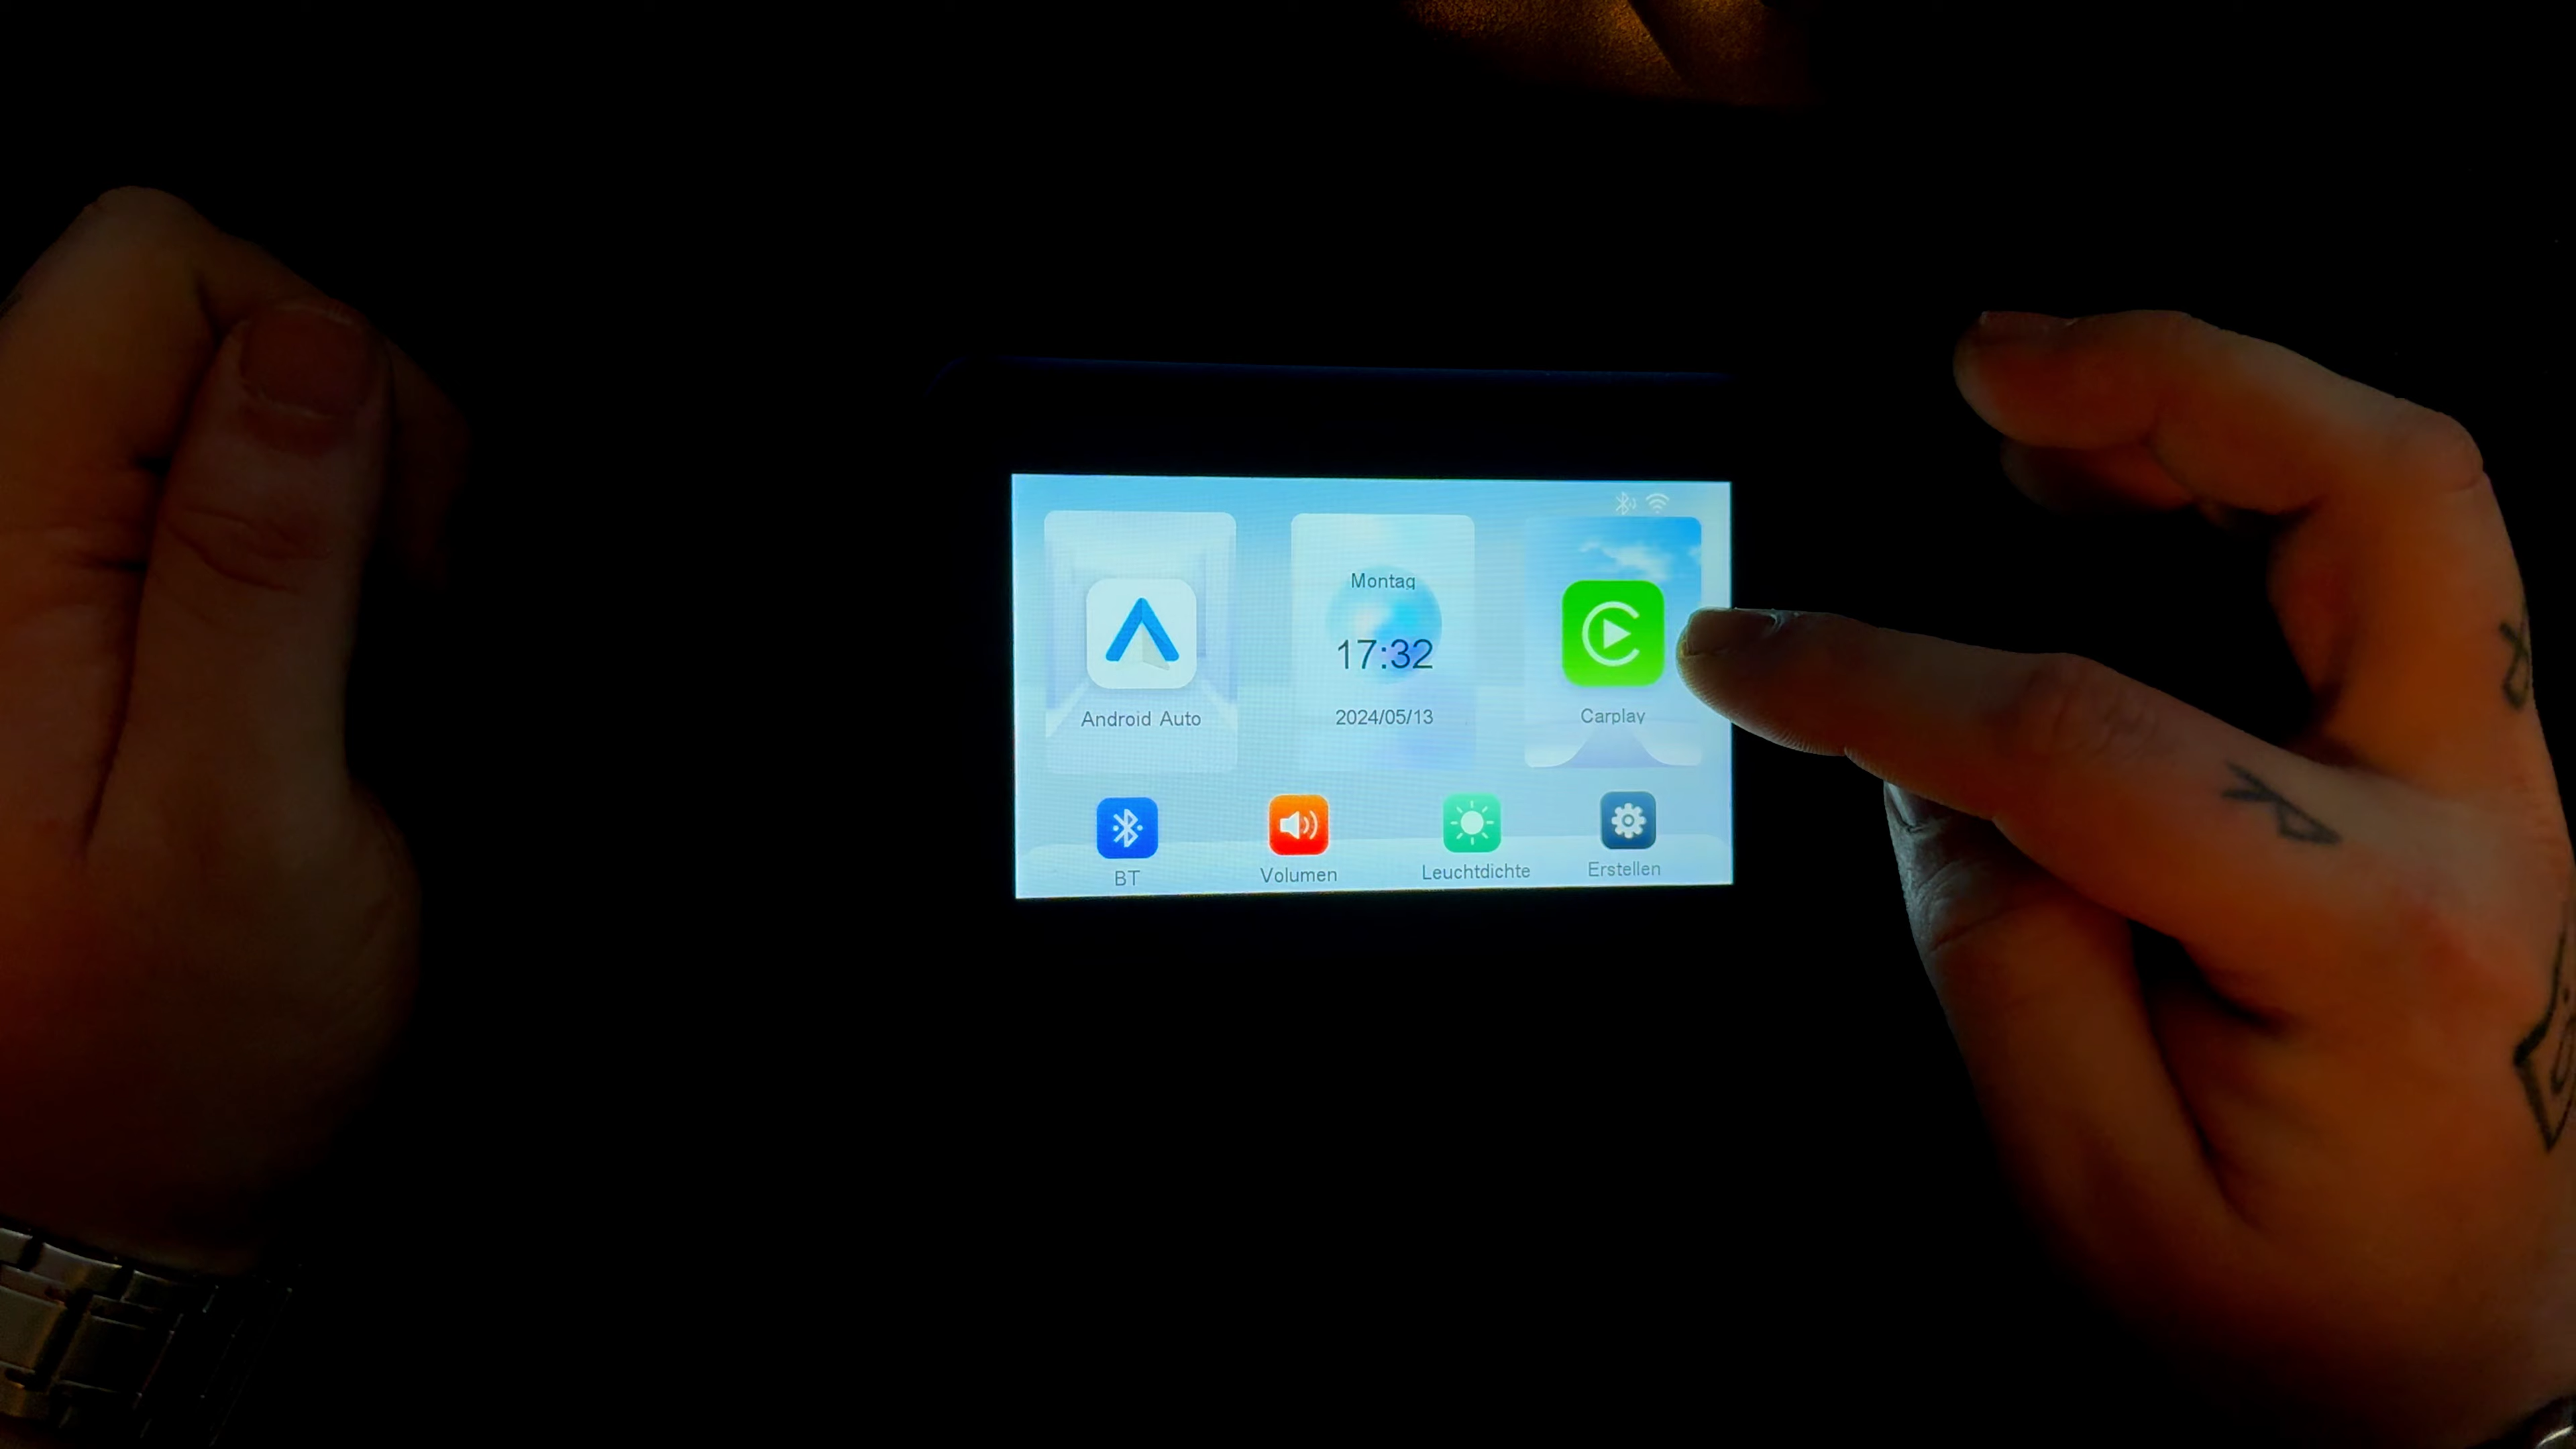 Montag
17:32
2024/05/13
Android Auto
Carplay
BT
Volumen
Leuchtdichte
Erstellen